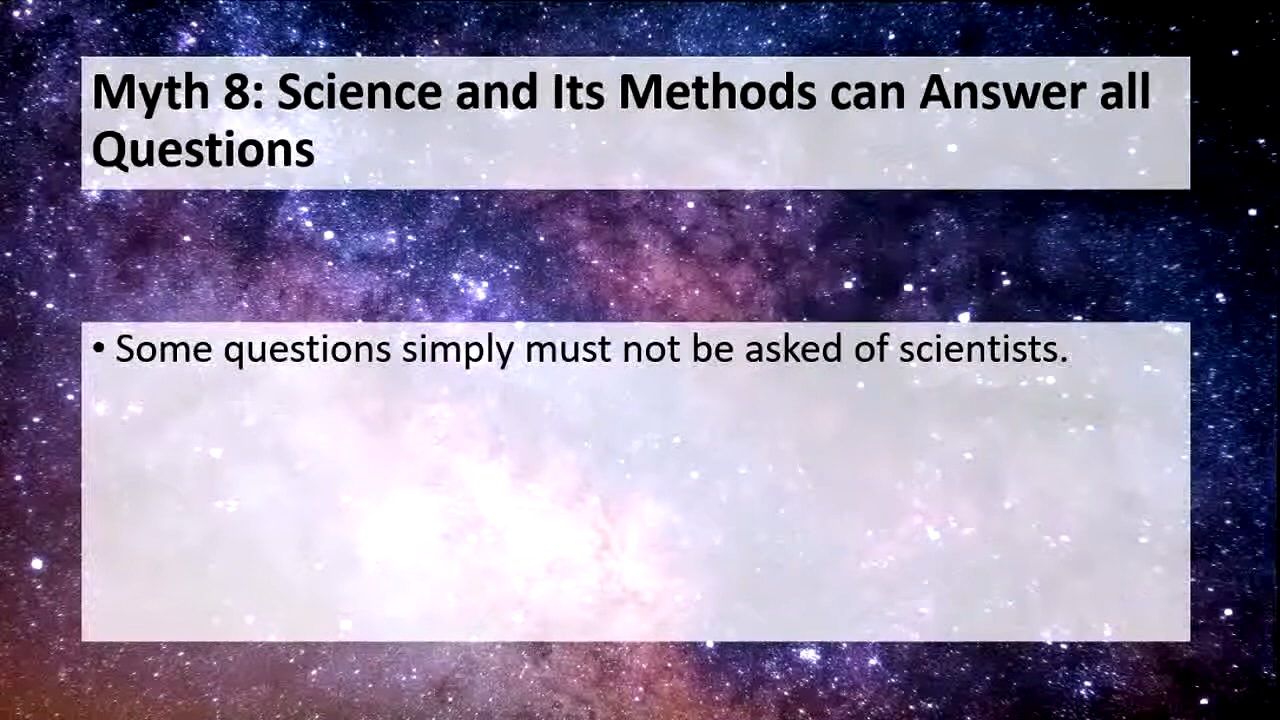 Myth 8: Science and Its Methods can Answer all
Questions
• Some questions simply must not be asked of scientists.